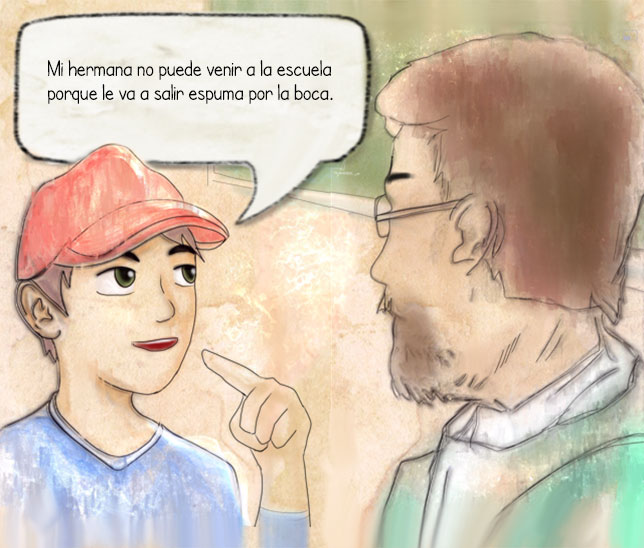 Mi hermana no puede venir a la escuela
porque le va a salir espuma por la boca.